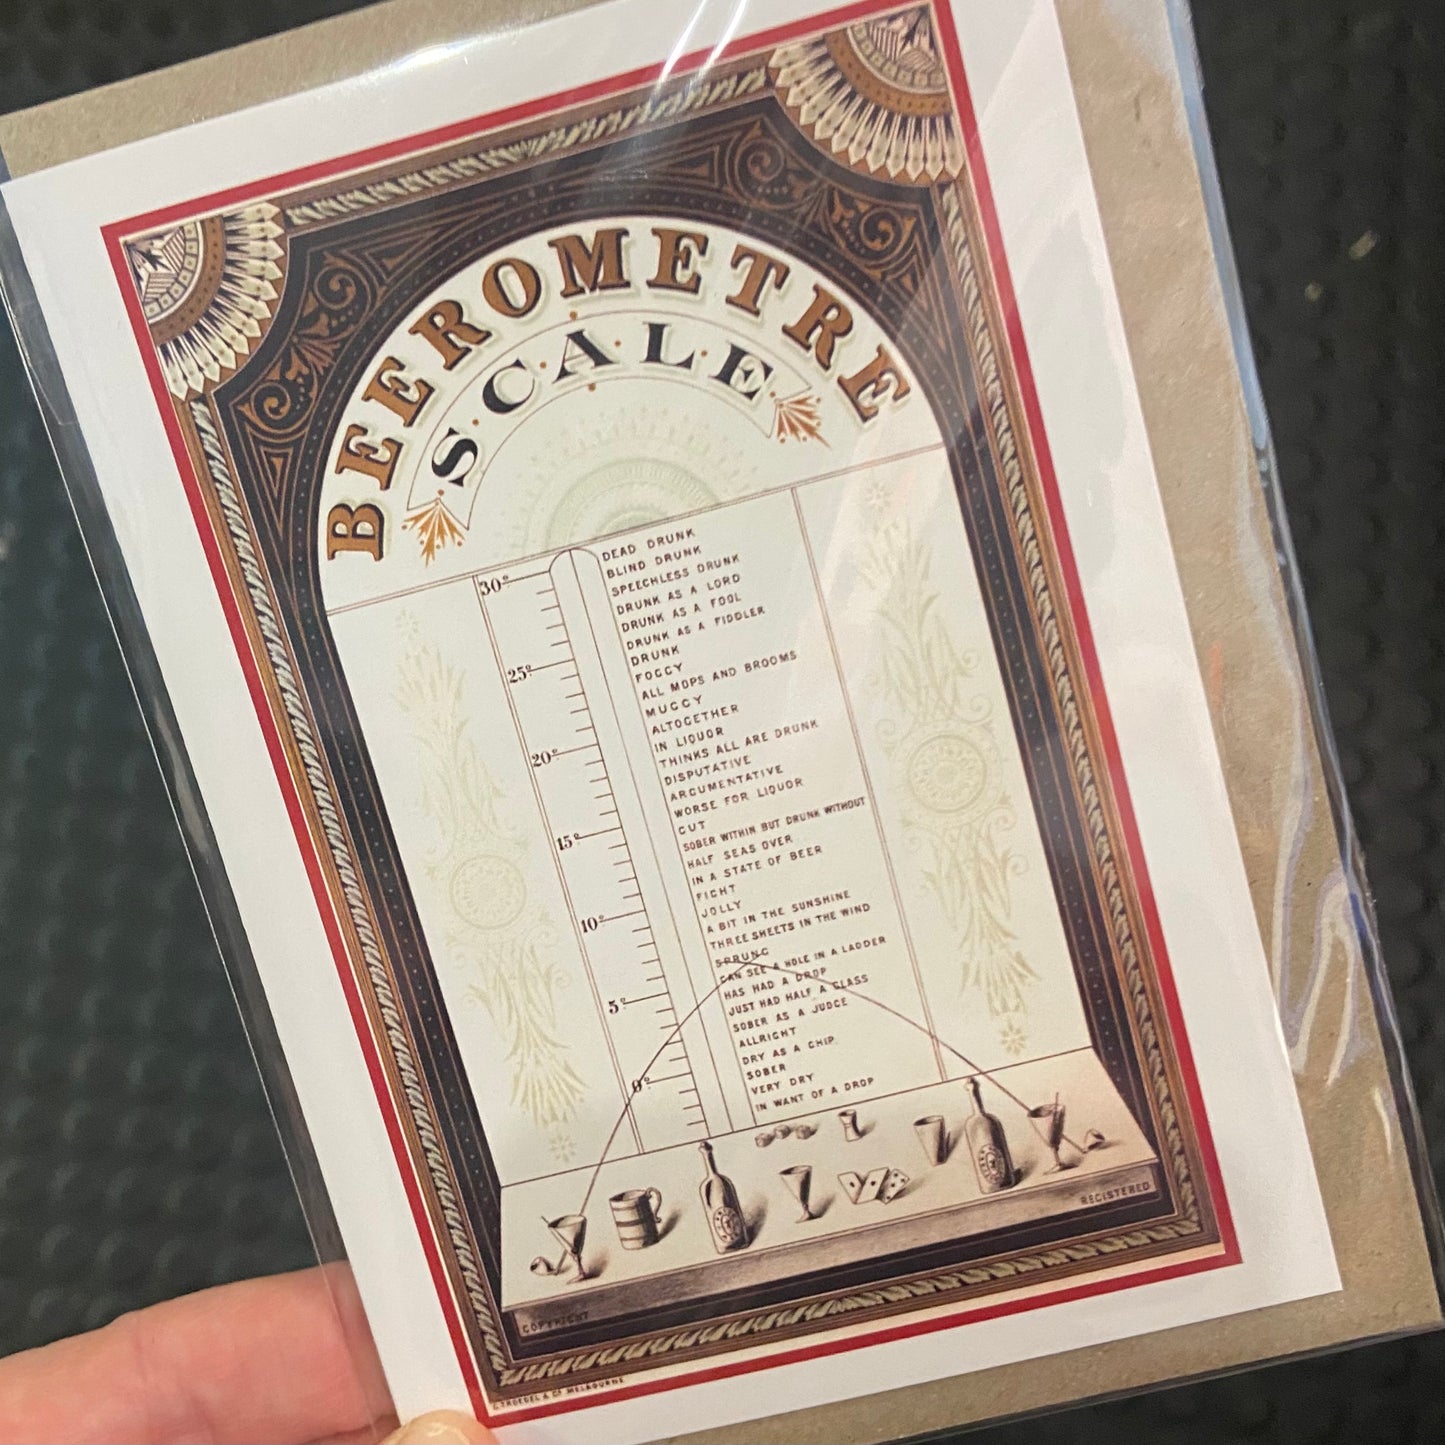 BEEROMETRE
S·C·A·L·E
DEAD DRUNK
30° BLIND DRUNK
SPEECHLESS DRUNK
DRUNK AS A LORD
DRUNK AS A FOOL
DRUNK AS A FIDDLER
25° DRUNK
FOGGY
ALL MOPS AND BROOMS
MUGGY
ALTOGETHER
20° IN LIQUOR
THINKS ALL ARE DRUNK
DISPUTATIVE
ARGUMENTATIVE
WORSE FOR LIQUOR
15° CUT
SOBER WITHIN BUT DRUNK WITHOUT
HALF SEAS OVER
IN A STATE OF BEER
FIGHT
10° JOLLY
A BIT IN THE SUNSHINE
THREE SHEETS IN THE WIND
SPRUNG
CAN SEE A HOLE IN A LADDER
5° HAS HAD A DROP
JUST HAD HALF A GLASS
SOBER AS A JUDGE
ALLRIGHT
DRY AS A CHIP
0° SOBER
VERY DRY
IN WANT OF A DROP
REGISTERED
COPYRIGHT
C. TROEDEL & CO MELBOURNE